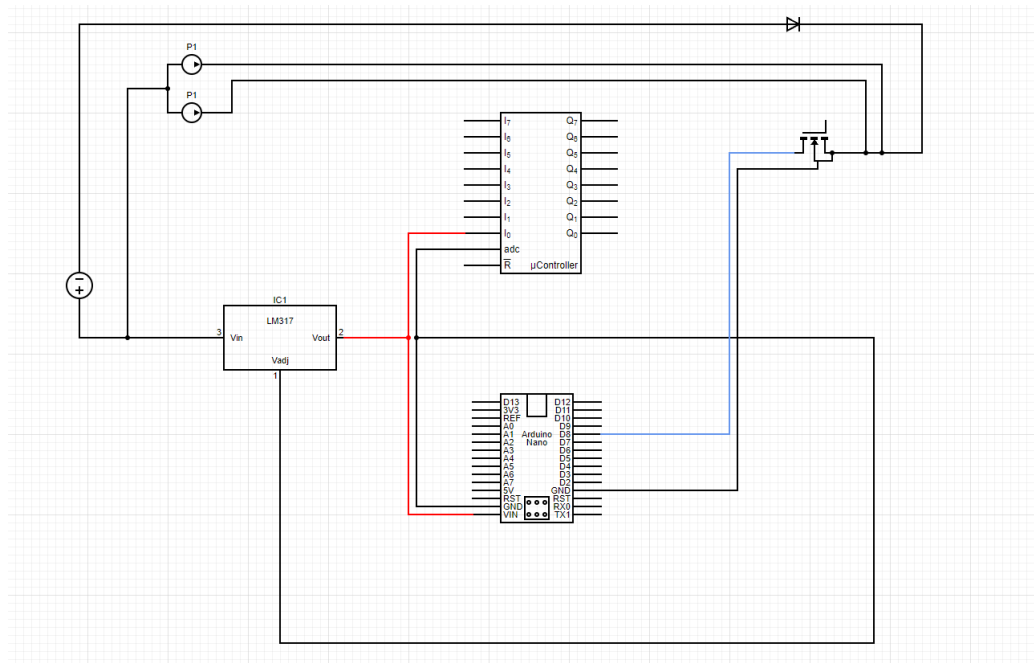 P1
P1
I7 Q7
I6 Q6
I5 Q5
I4 Q4
I3 Q3
I2 Q2
I1 Q1
I0 Q0
adc
R̅ µController
−
+
IC1
LM317
3 Vin Vout 2
Vadj
1
D13 D12
3V3 D11
REF D10
A0 D9
A1 Arduino D8
A2 Nano D7
A3 D6
A4 D5
A5 D4
A6 D3
A7 D2
5V GND
RST RST
GND RX0
VIN TX1